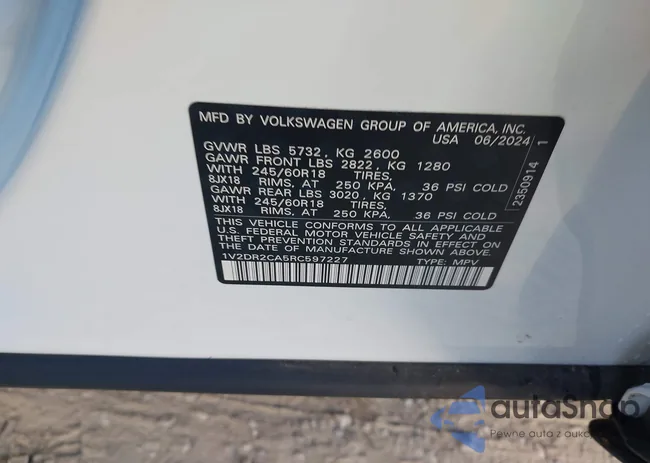 MFD BY VOLKSWAGEN GROUP OF AMERICA, INC.
USA 06/2024
GVWR LBS 5732, KG 2600
GAWR FRONT LBS 2822, KG 1280
WITH 245/60R18 TIRES,
8JX18 RIMS, AT 250 KPA, 36 PSI COLD
GAWR REAR LBS 3020, KG 1370
WITH 245/60R18 TIRES,
8JX18 RIMS, AT 250 KPA, 36 PSI COLD
THIS VEHICLE CONFORMS TO ALL APPLICABLE
U.S. FEDERAL MOTOR VEHICLE SAFETY AND
THEFT PREVENTION STANDARDS IN EFFECT ON
THE DATE OF MANUFACTURE SHOWN ABOVE.
1V2DR2CA5RC597227 TYPE: MPV
2350914 1
autaShop
Pewne auta z aukcji